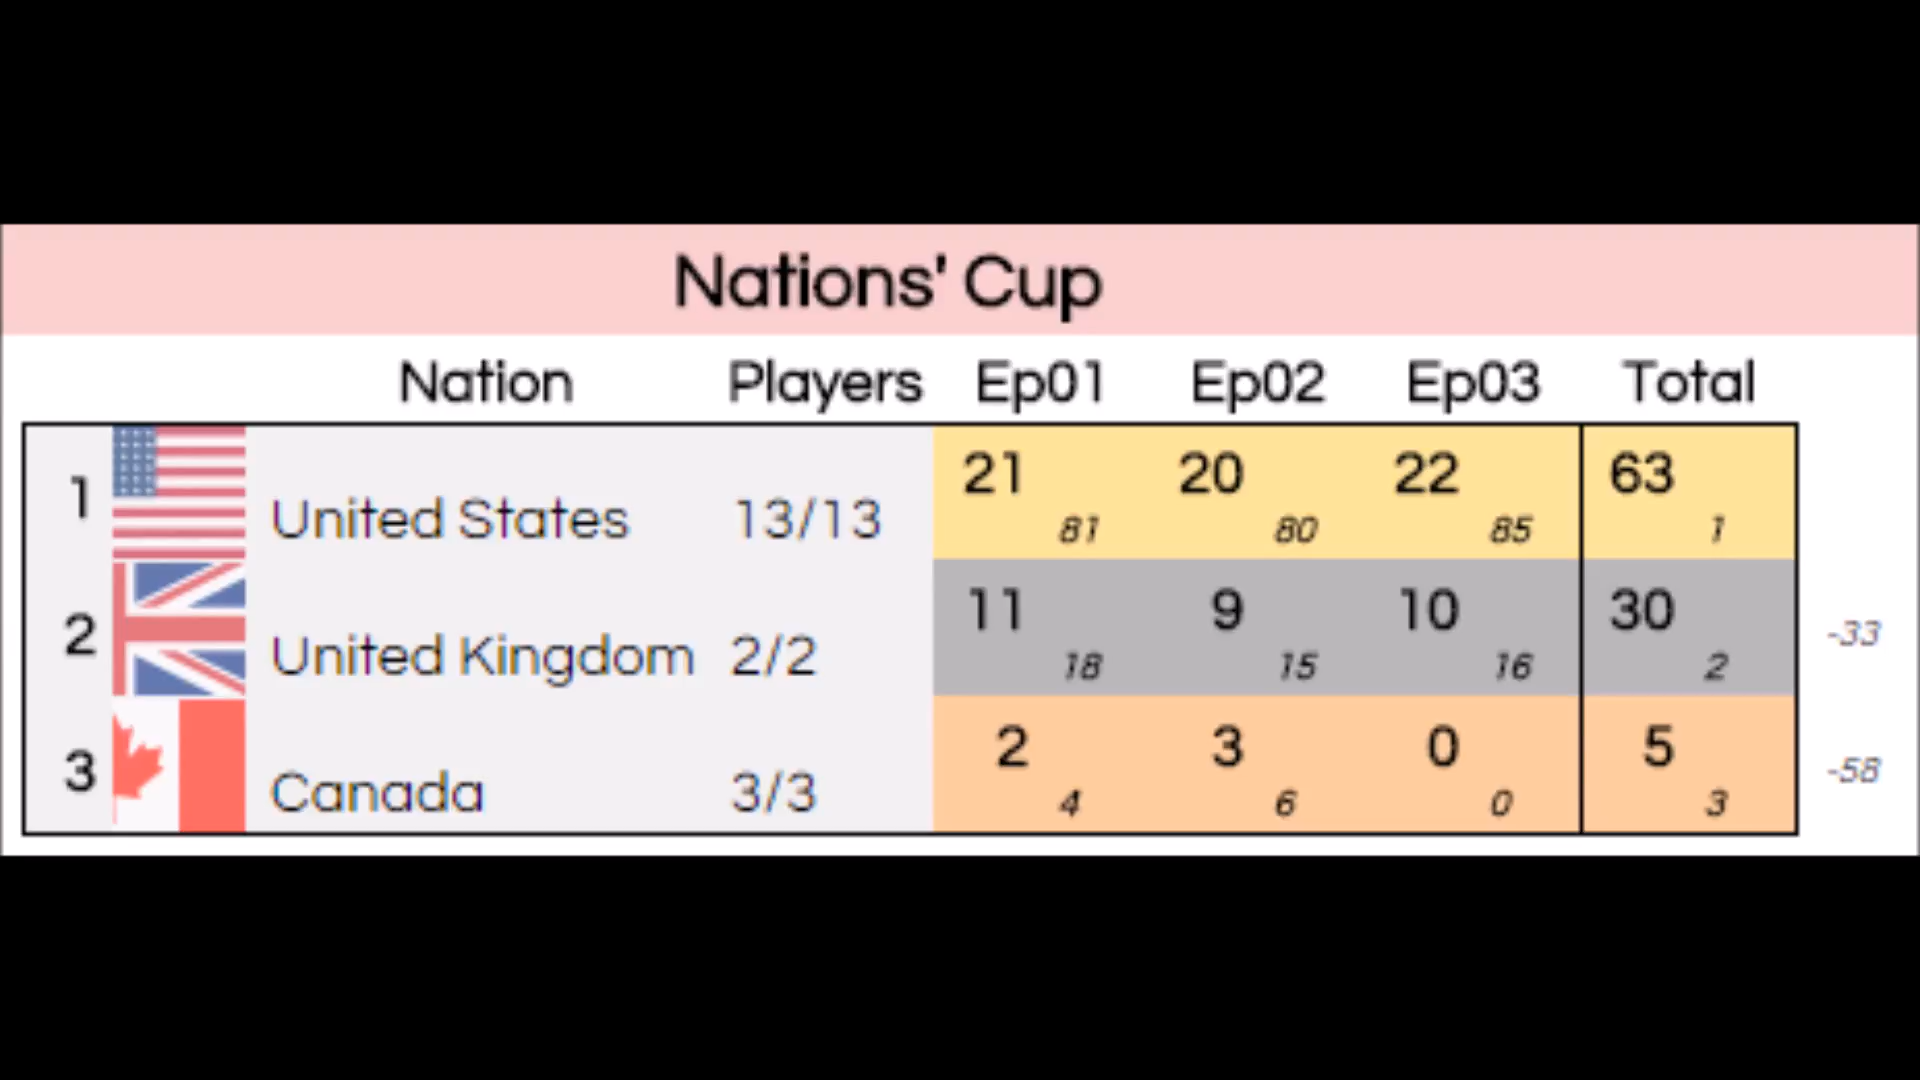 Nations' Cup
Nation Players Ep01 Ep02 Ep03 Total
1 United States 13/13 21 81 20 80 22 85 63 1
2 United Kingdom 2/2 11 18 9 15 10 16 30 2 -33
3 Canada 3/3 2 4 3 6 0 0 5 3 -58